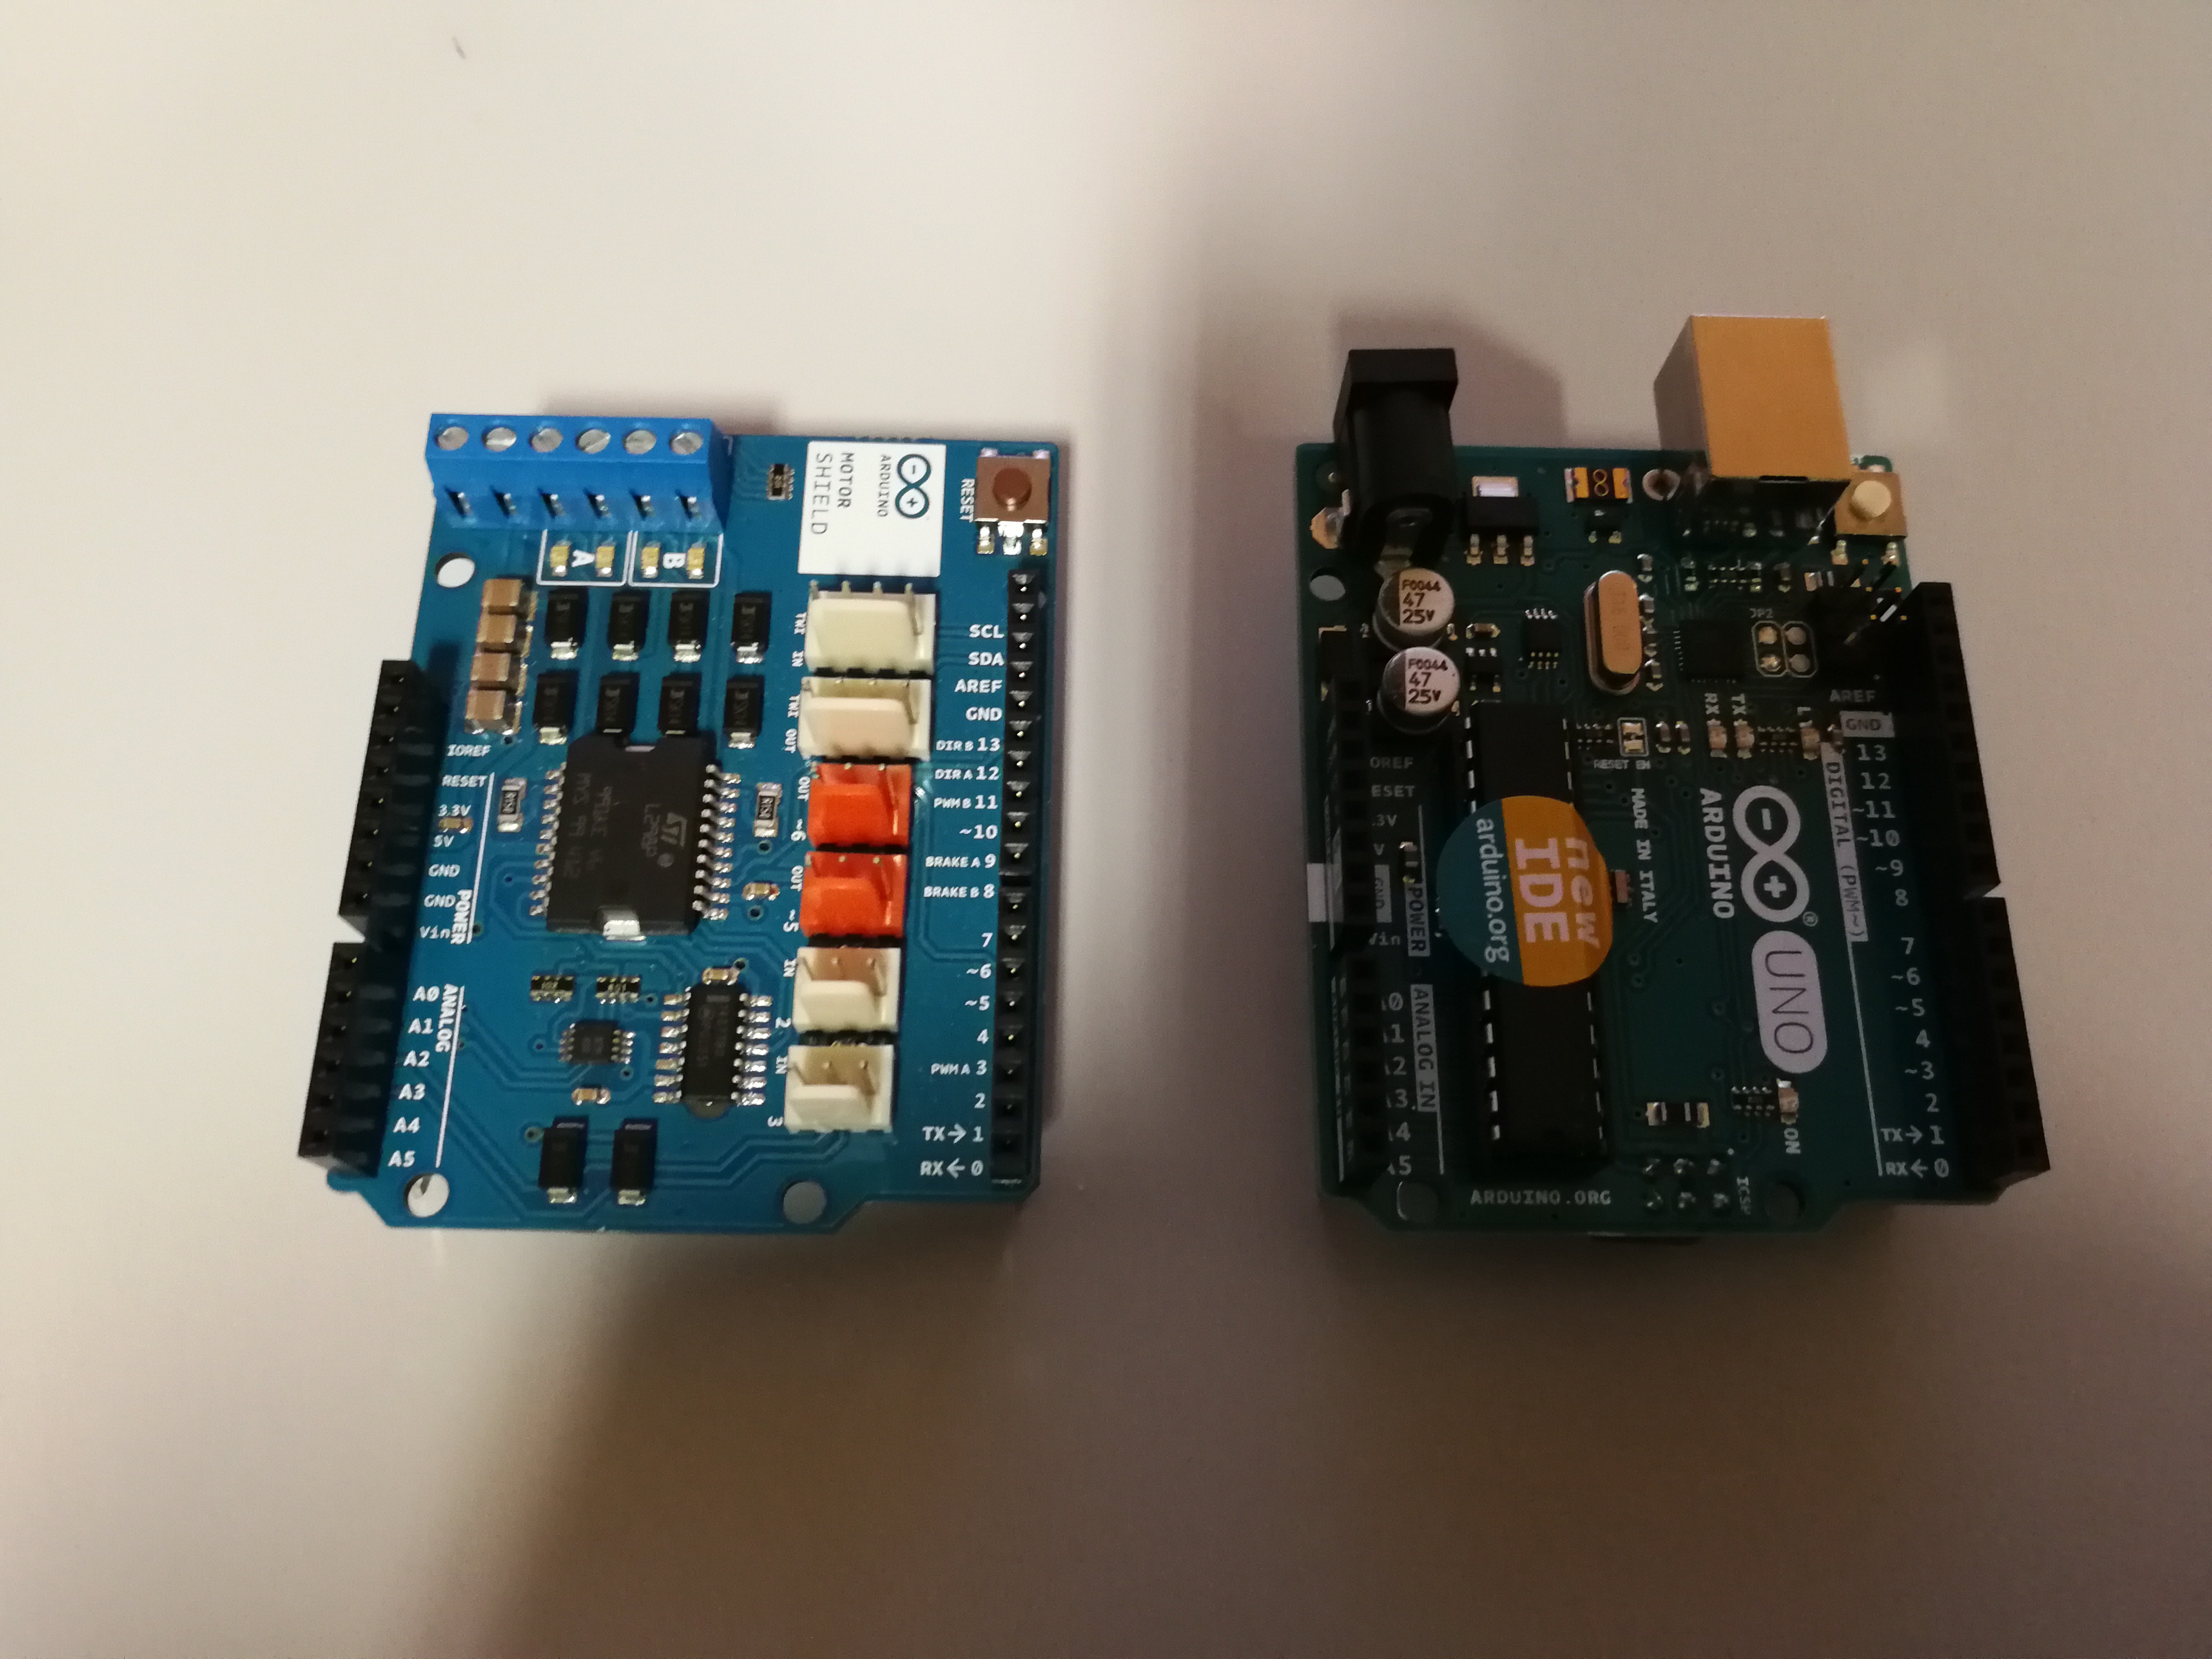 ARDUINO
MOTOR
SHIELD
RESET
A
B
TWI IN
TWI OUT
OUT ~6
OUT ~5
IN 2
IN 3
SCL
SDA
AREF
GND
DIR B 13
DIR A 12
PWM B 11
~10
BRAKE A 9
BRAKE B 8
7
~6
~5
4
PWM A 3
2
TX→ 1
RX← 0
IOREF
RESET
3.3V
5V
GND
GND
Vin
POWER
A0
A1
A2
A3
A4
A5
ANALOG
L298P
F0044
47
25V
F0044
47
25V
JP2
RX
TX
L
RESET EN
MADE IN ITALY
new
IDE
arduino.org
ARDUINO
UNO
®
AREF
GND
13
12
~11
~10
~9
8
7
~6
~5
4
~3
2
TX→ 1
RX← 0
DIGITAL (PWM~)
POWER
ANALOG IN
ON
ICSP
ARDUINO.ORG